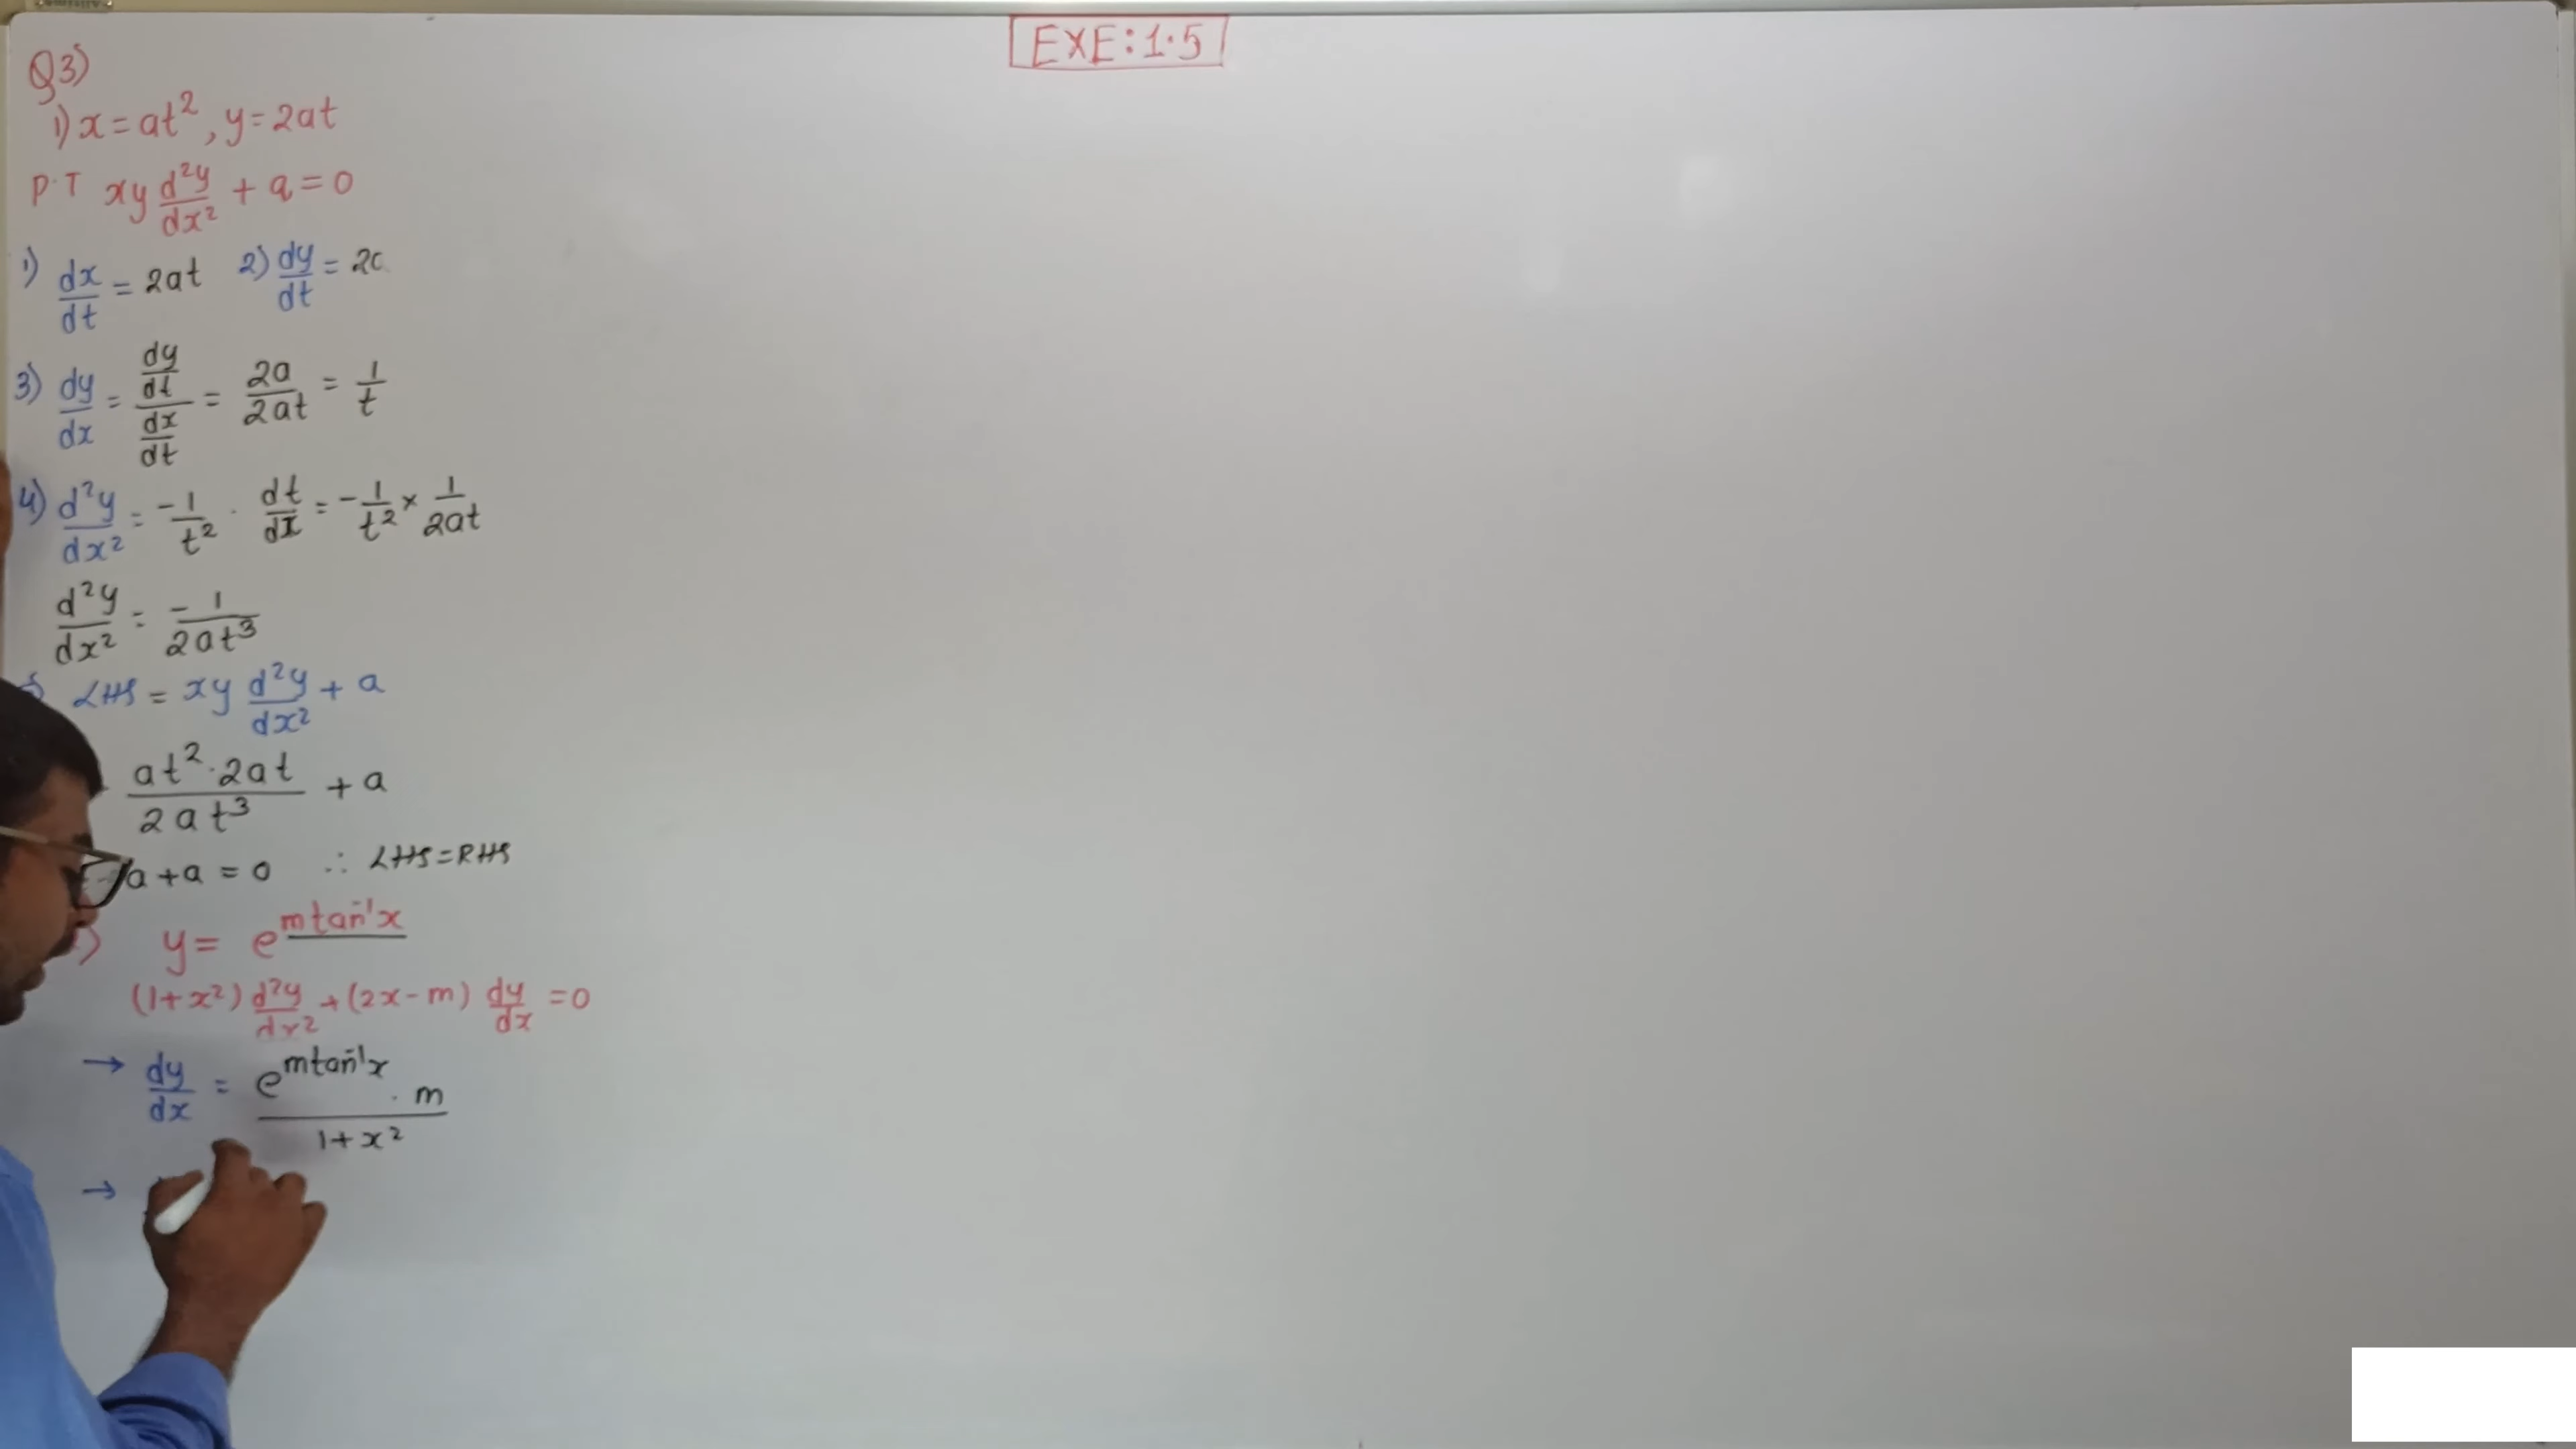 EXE:1.5
Q3)
1) x = at², y = 2at
P.T xy d²y/dx² + a = 0
1) dx/dt = 2at 2) dy/dt = 2a
3) dy/dx = (dy/dt)/(dx/dt) = 2a/2at = 1/t
4) d²y/dx² = -1/t² · dt/dx = -1/t² × 1/2at
d²y/dx² = -1/2at³
LHS = xy d²y/dx² + a
at²·2at/2at³ + a
a + a = 0 ∴ LHS = RHS
y = e^(m tan⁻¹x)
(1+x²) d²y/dx² + (2x-m) dy/dx = 0
→ dy/dx = e^(m tan⁻¹x) · m/1+x²
→